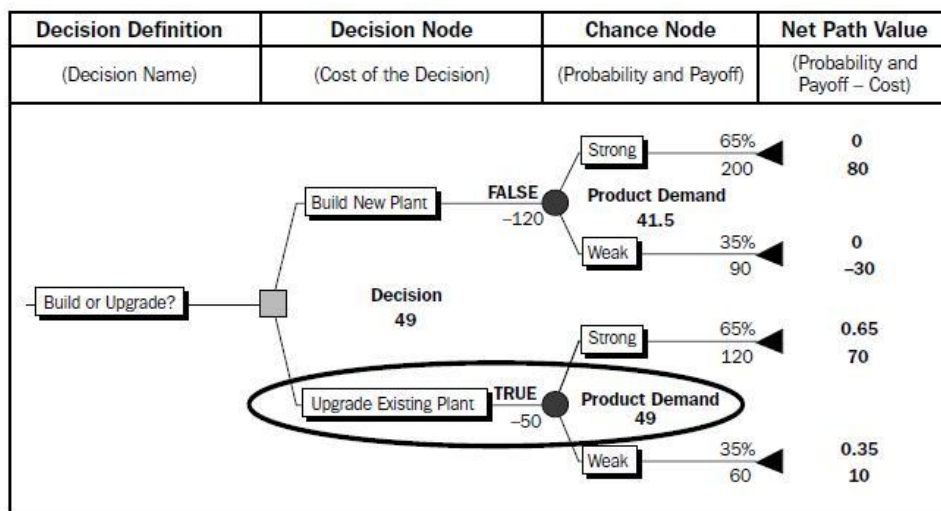 Decision Definition
Decision Node
Chance Node
Net Path Value
(Decision Name)
(Cost of the Decision)
(Probability and Payoff)
(Probability and
Payoff – Cost)
Build or Upgrade?
Decision
49
Build New Plant
FALSE
–120
Product Demand
41.5
Strong
65%
200
0
80
Weak
35%
90
0
–30
Upgrade Existing Plant
TRUE
–50
Product Demand
49
Strong
65%
120
0.65
70
Weak
35%
60
0.35
10